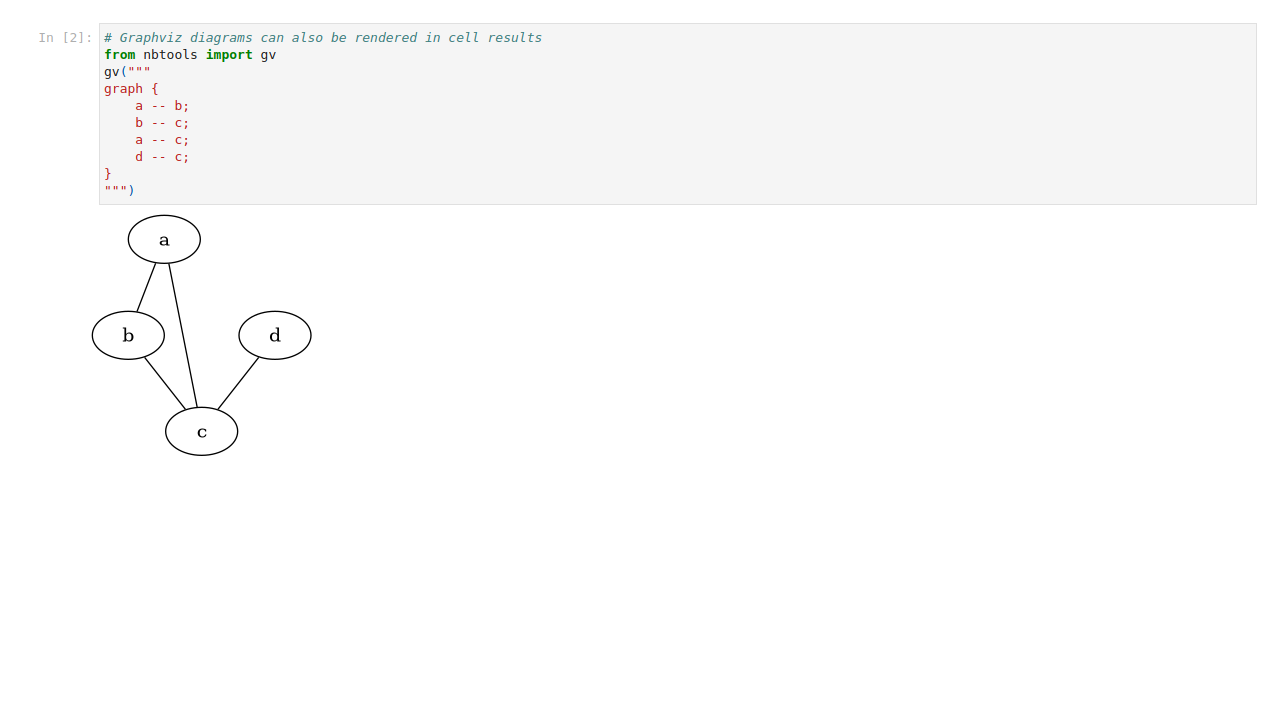 In [2]: # Graphviz diagrams can also be rendered in cell results
from nbtools import gv
gv("""
graph {
    a -- b;
    b -- c;
    a -- c;
    d -- c;
}
""")
a
b d
c